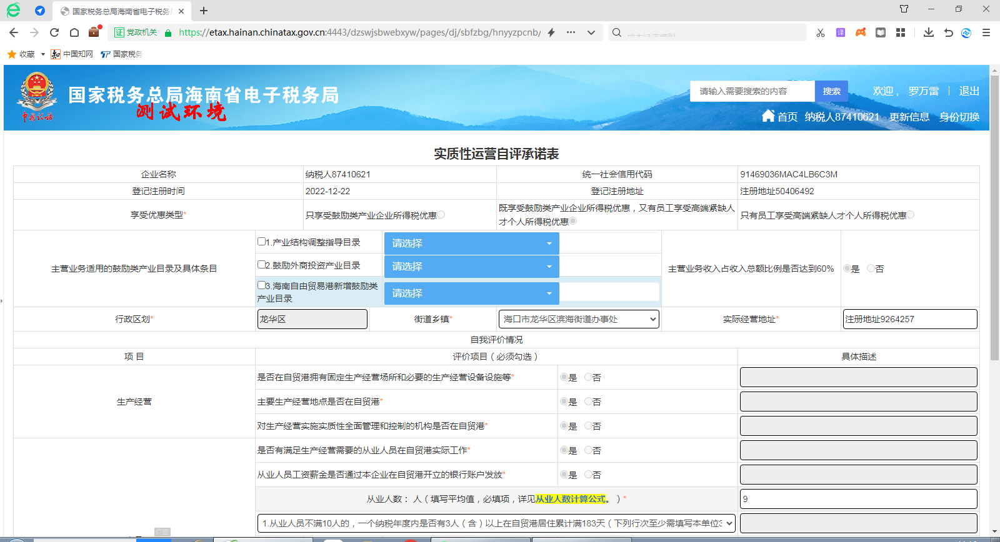 国家税务总局海南省电子税务局
证 党政机关 https://etax.hainan.chinatax.gov.cn:4443/dzswjsbwebxyw/pages/dj/sbfzbg/hnyyzpcnb/
收藏 中国知网 国家税务
国家税务总局海南省电子税务局
测试环境
中国税务
请输入需要搜索的内容 搜索 欢迎， 罗万雷 | 退出
首页 纳税人87410621 更新信息 身份切换
实质性运营自评承诺表
企业名称 纳税人87410621 统一社会信用代码 91469036MAC4LB6C3M
登记注册时间 2022-12-22 登记注册地址 注册地址50406492
享受优惠类型* 只享受鼓励类产业企业所得税优惠 既享受鼓励类产业企业所得税优惠，又有员工享受高端紧缺人才个人所得税优惠 只有员工享受高端紧缺人才个人所得税优惠
主营业务适用的鼓励类产业目录及具体条目
1.产业结构调整指导目录 请选择
2.鼓励外商投资产业目录 请选择
3.海南自由贸易港新增鼓励类产业目录 请选择
主营业务收入占收入总额比例是否达到60% 是 否
行政区划* 龙华区 街道乡镇* 海口市龙华区滨海街道办事处 实际经营地址* 注册地址9264257
自我评价情况
项 目 评价项目（必须勾选） 具体描述
生产经营
是否在自贸港拥有固定生产经营场所和必要的生产经营设备设施等* 是 否
主要生产经营地点是否在自贸港* 是 否
对生产经营实施实质性全面管理和控制的机构是否在自贸港* 是 否
是否有满足生产经营需要的从业人员在自贸港实际工作* 是 否
从业人员工资薪金是否通过本企业在自贸港开立的银行账户发放* 是 否
从业人数： 人（填写平均值，必填项，详见从业人数计算公式。）* 9
1.从业人员不满10人的，一个纳税年度内是否有3人（含）以上在自贸港居住累计满183天（下列行次至少需填写本单位3
广告